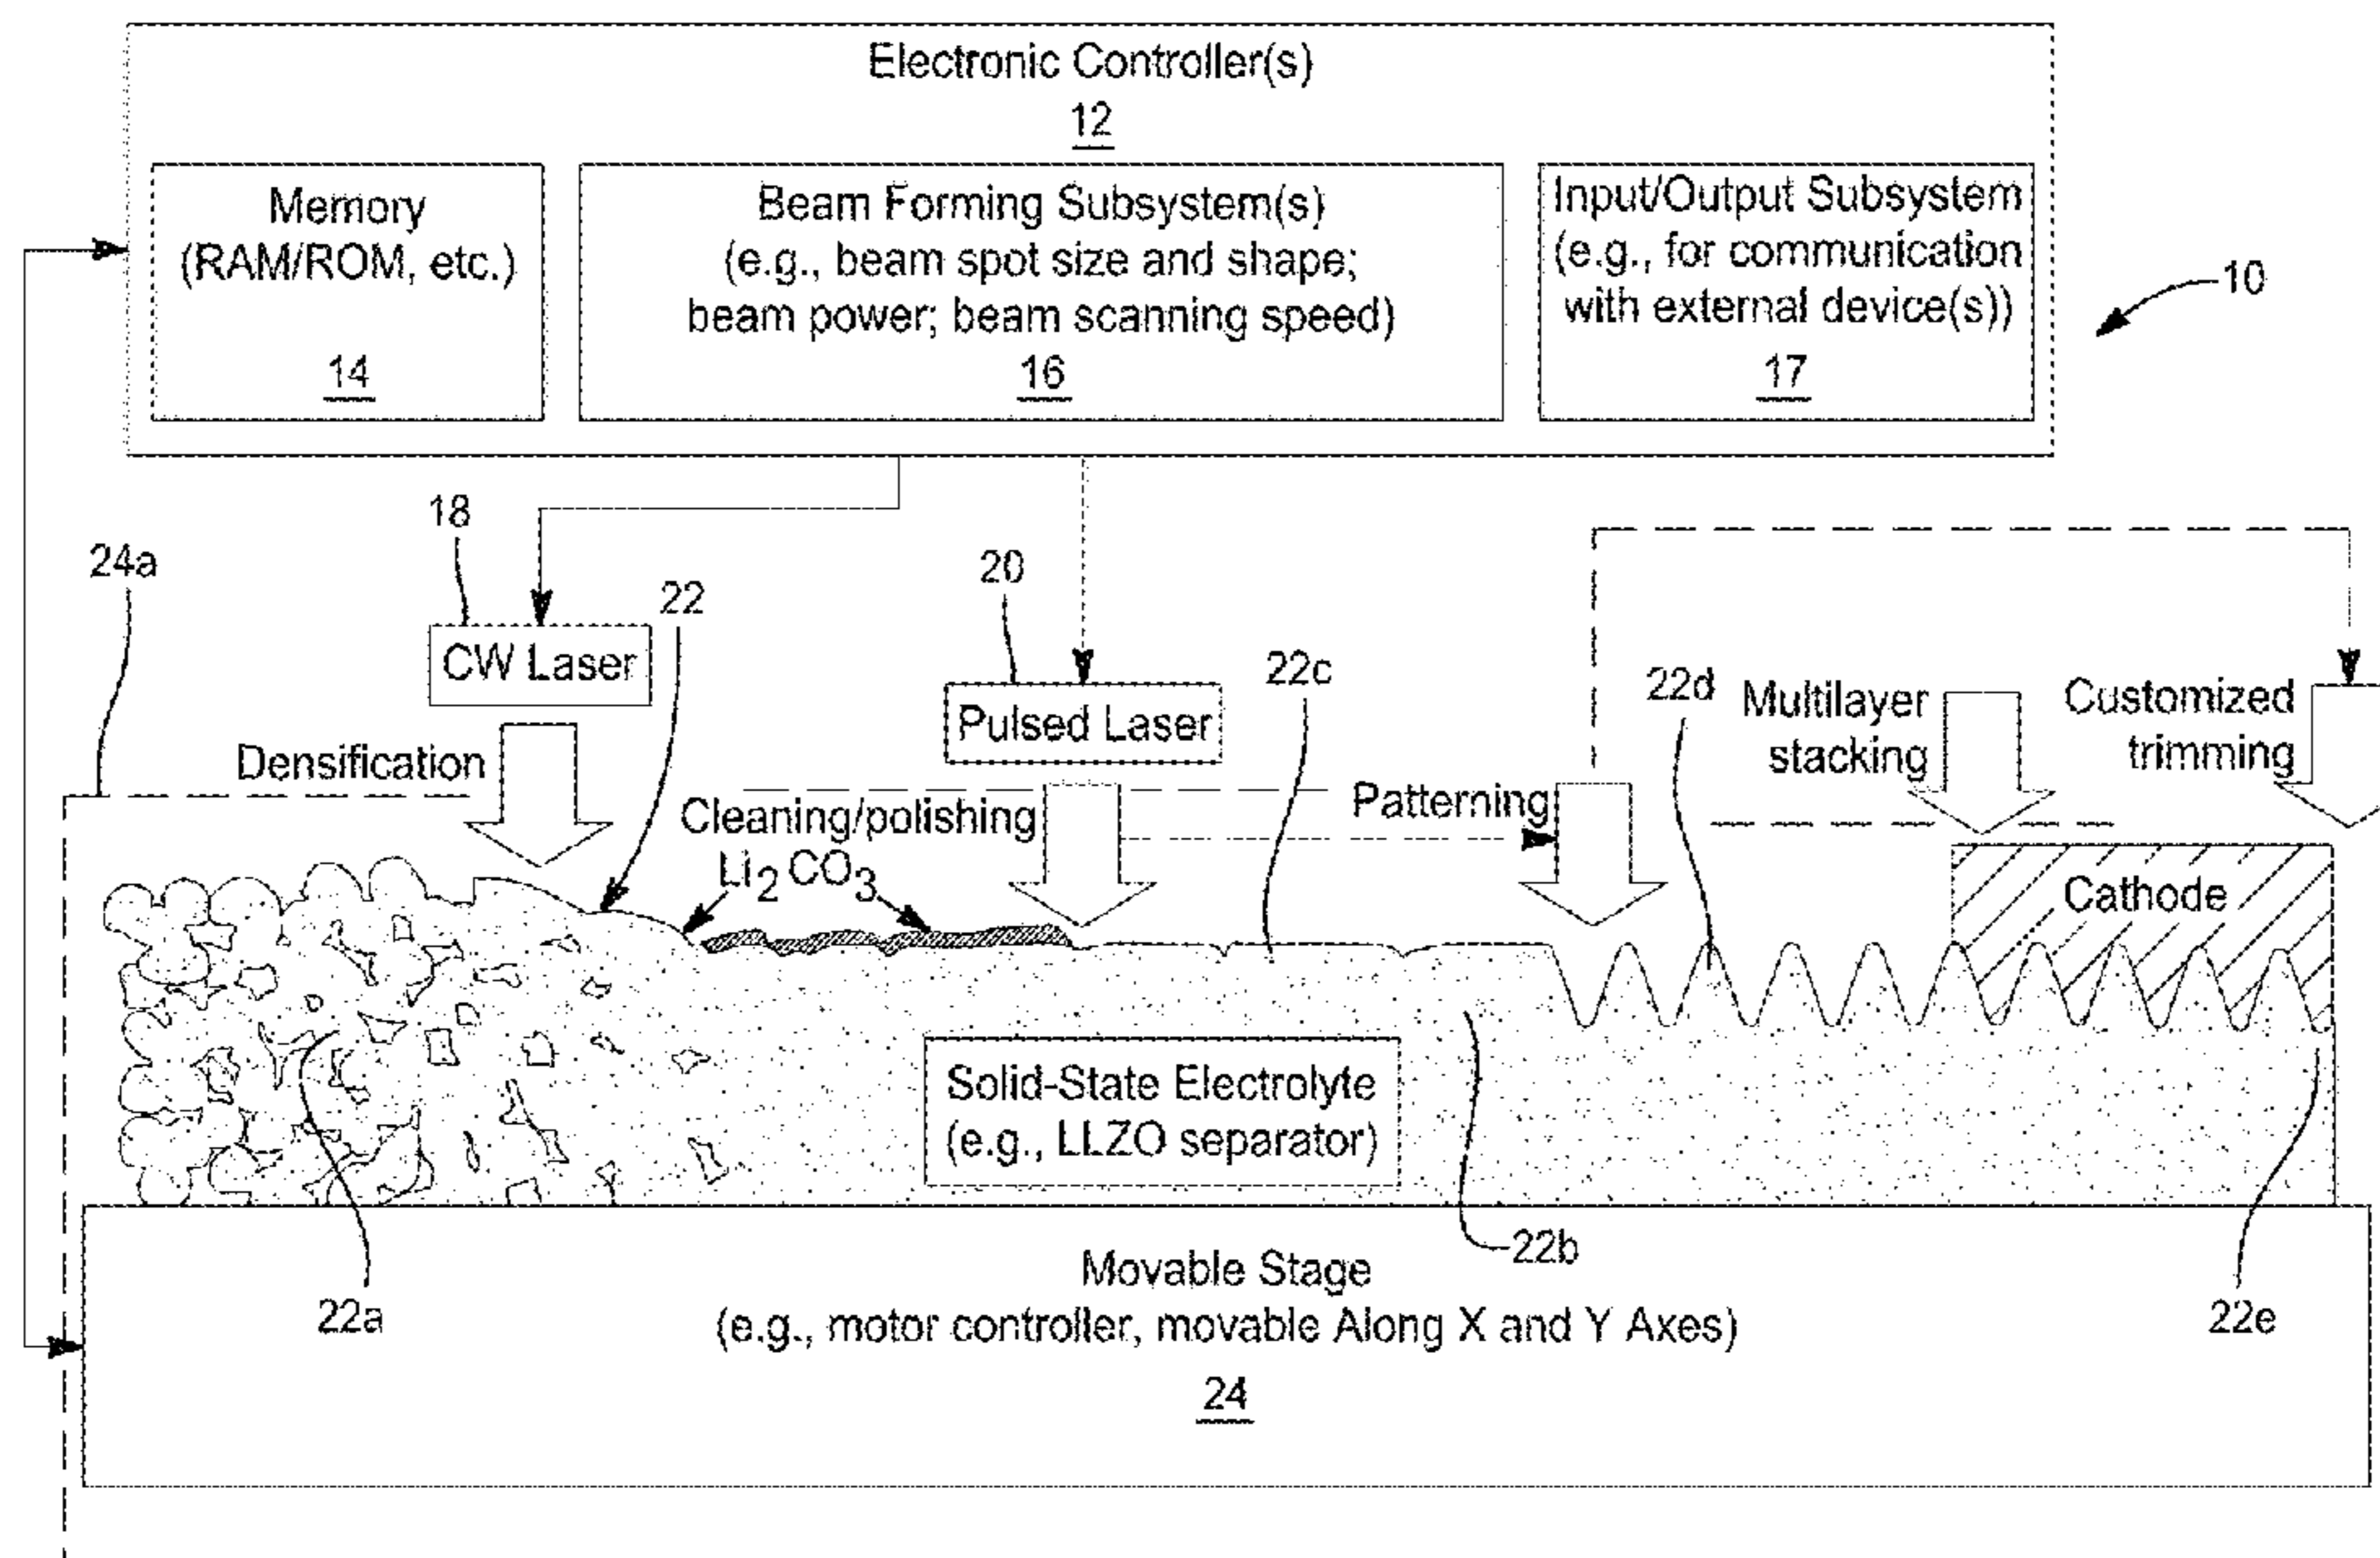 Electronic Controller(s)
12
Memory
(RAM/ROM, etc.)
14
Beam Forming Subsystem(s)
(e.g., beam spot size and shape;
beam power; beam scanning speed)
16
Input/Output Subsystem
(e.g., for communication
with external device(s))
17
10
18
24a
20
22
CW Laser
22c
22d
Pulsed Laser
Multilayer
stacking
Customized
trimming
Densification
Cleaning/polishing
Patterning
Li2CO3
Cathode
Solid-State Electrolyte
(e.g., LLZO separator)
22a
22b
22e
Movable Stage
(e.g., motor controller, movable Along X and Y Axes)
24